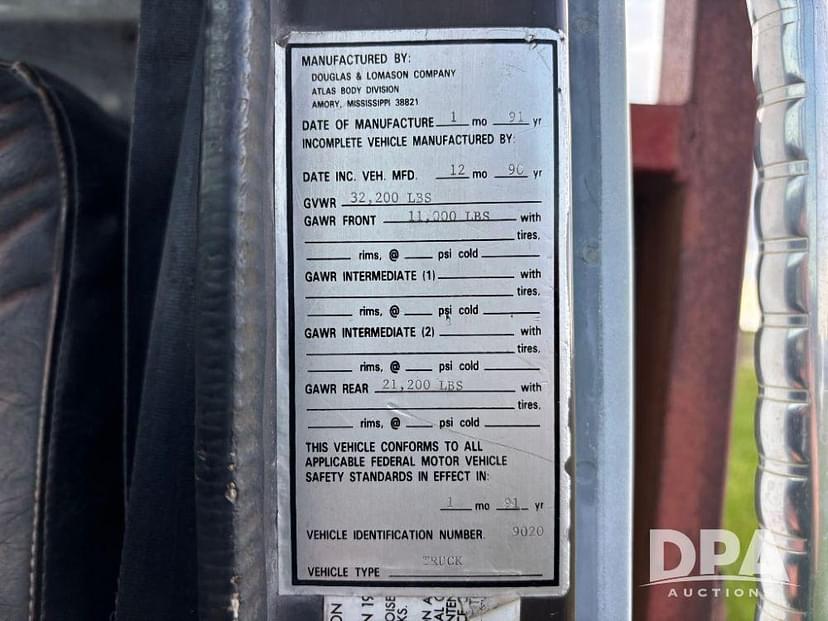 MANUFACTURED BY:
DOUGLAS & LOMASON COMPANY
ATLAS BODY DIVISION
AMORY, MISSISSIPPI 38821
DATE OF MANUFACTURE 1 mo 91 yr
INCOMPLETE VEHICLE MANUFACTURED BY:
DATE INC. VEH. MFD. 12 mo 90 yr
GVWR 32,200 LBS
GAWR FRONT 11,000 LBS with
tires,
rims, @ psi cold
GAWR INTERMEDIATE (1) with
tires,
rims, @ psi cold
GAWR INTERMEDIATE (2) with
tires,
rims, @ psi cold
GAWR REAR 21,200 LBS with
tires,
rims, @ psi cold
THIS VEHICLE CONFORMS TO ALL
APPLICABLE FEDERAL MOTOR VEHICLE
SAFETY STANDARDS IN EFFECT IN:
1 mo 91 yr
VEHICLE IDENTIFICATION NUMBER. 9020
VEHICLE TYPE TRUCK
DPA
AUCTIONS